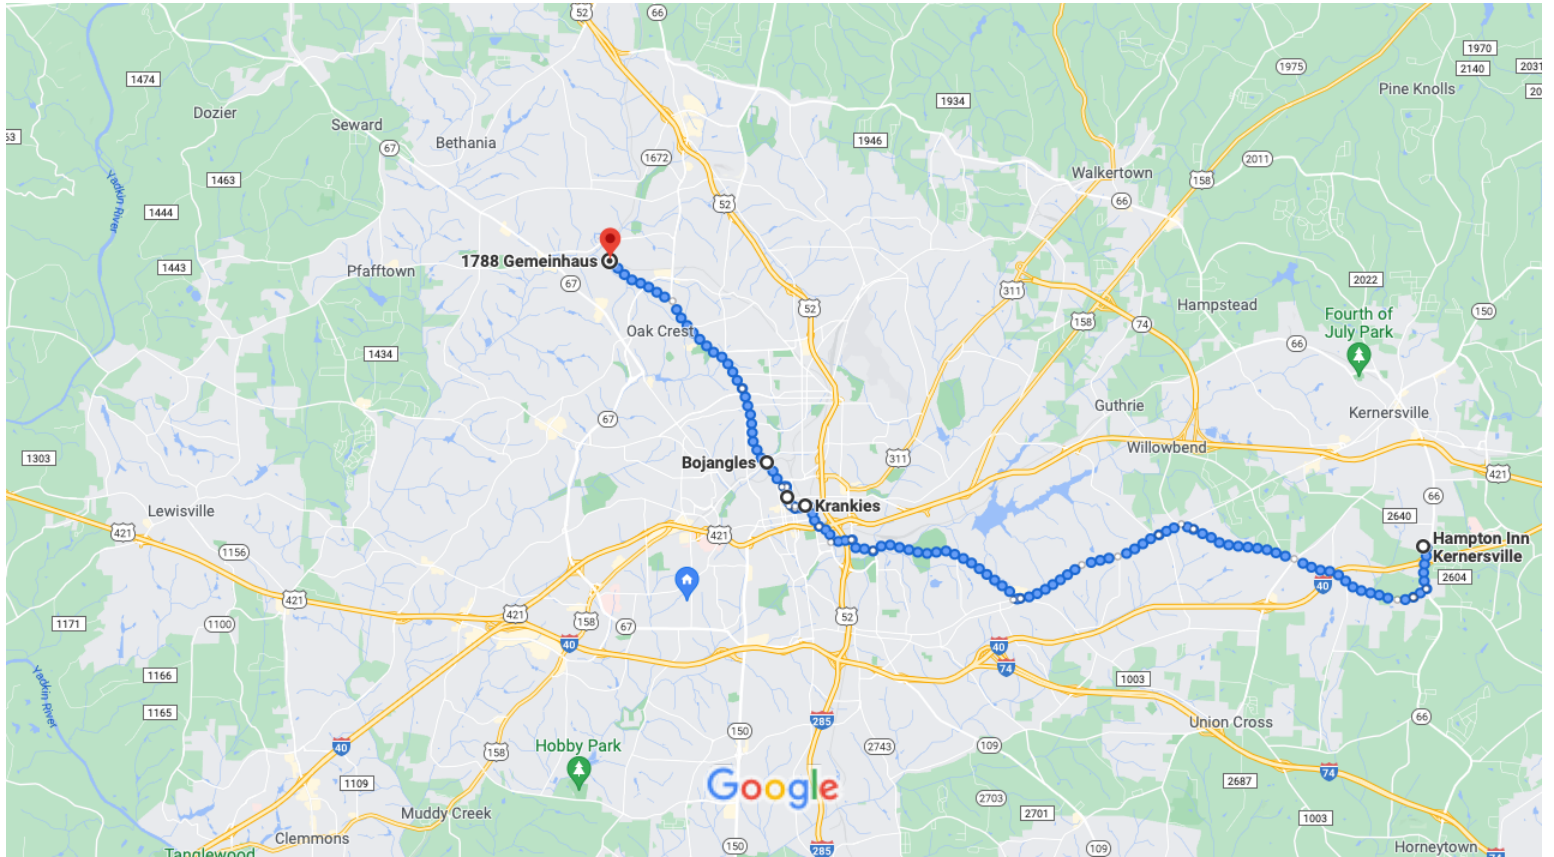 52
66
1970
1474
2140
2031
1975
Pine Knolls
20
1934
Dozier
Seward
63
1946
Bethania
67
1672
2011
Walkertown
1463
158
66
Yadkin River
52
1444
1788 Gemeinhaus
1443
Pfafftown
67
2022
311
Hampstead
52
150
Fourth of
July Park
158
74
Oak Crest
66
1434
Guthrie
Kernersville
67
Willowbend
1303
311
Bojangles
421
66
Krankies
Lewisville
2640
421
421
1156
Hampton Inn
Kernersville
40
2604
421
421
52
1171
1100
158
67
40
40
74
1166
1003
1165
Yadkin River
66
285
Union Cross
150
109
40
158
Hobby Park
2743
74
1109
2687
Google
2703
Muddy Creek
2701
1003
Clemmons
150
285
109
Horneytown
Tanglewood
74